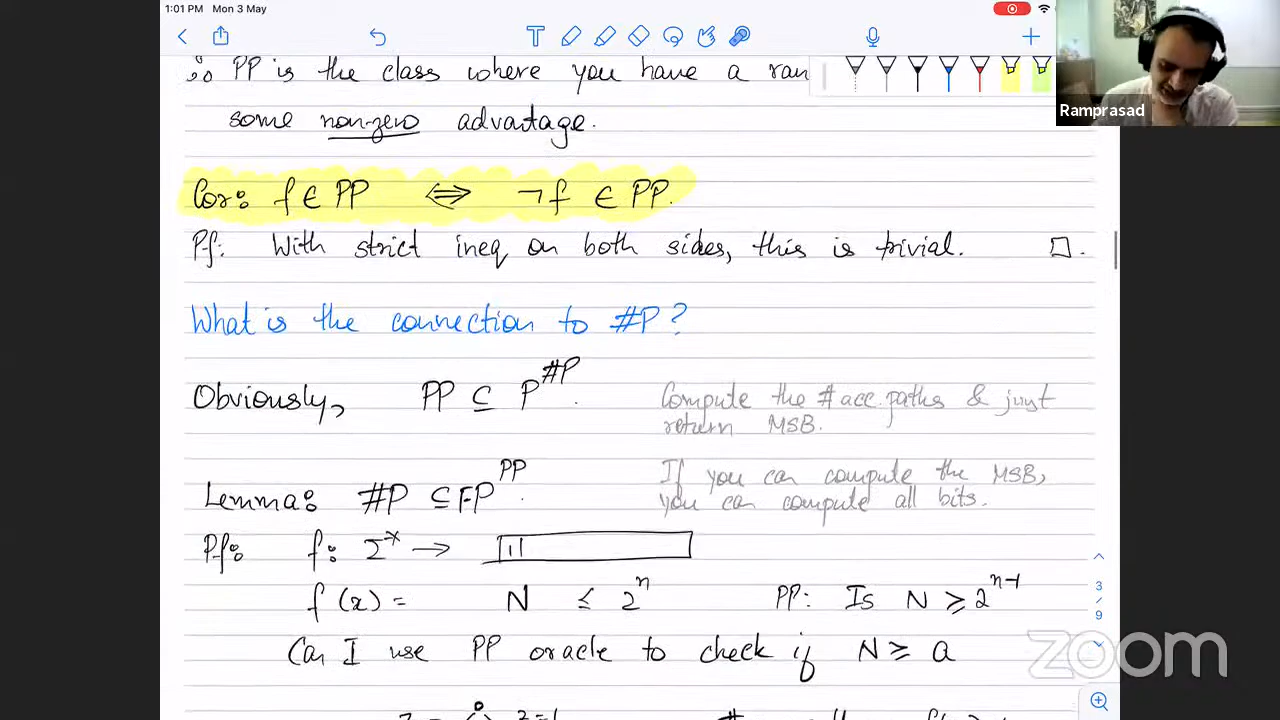 1:01 PM Mon 3 May
∴ PP is the class where you have a ran
some non-zero advantage.
Ramprasad
Cor: f ∈ PP ⟺ ¬f ∈ PP.
Pf: With strict ineq on both sides, this is trivial. □.
What is the connection to #P?
Obviously, PP ⊆ P^#P.
Compute the # acc. paths & just
return MSB.
Lemma: #P ⊆ FP^PP.
If you can compute the MSB,
you can compute all bits.
Pf: f: Σ* →
f(x) = N ≤ 2^n PP: Is N ≥ 2^{n-1}
Can I use PP oracle to check if N ≥ a
3
/
9
zoom